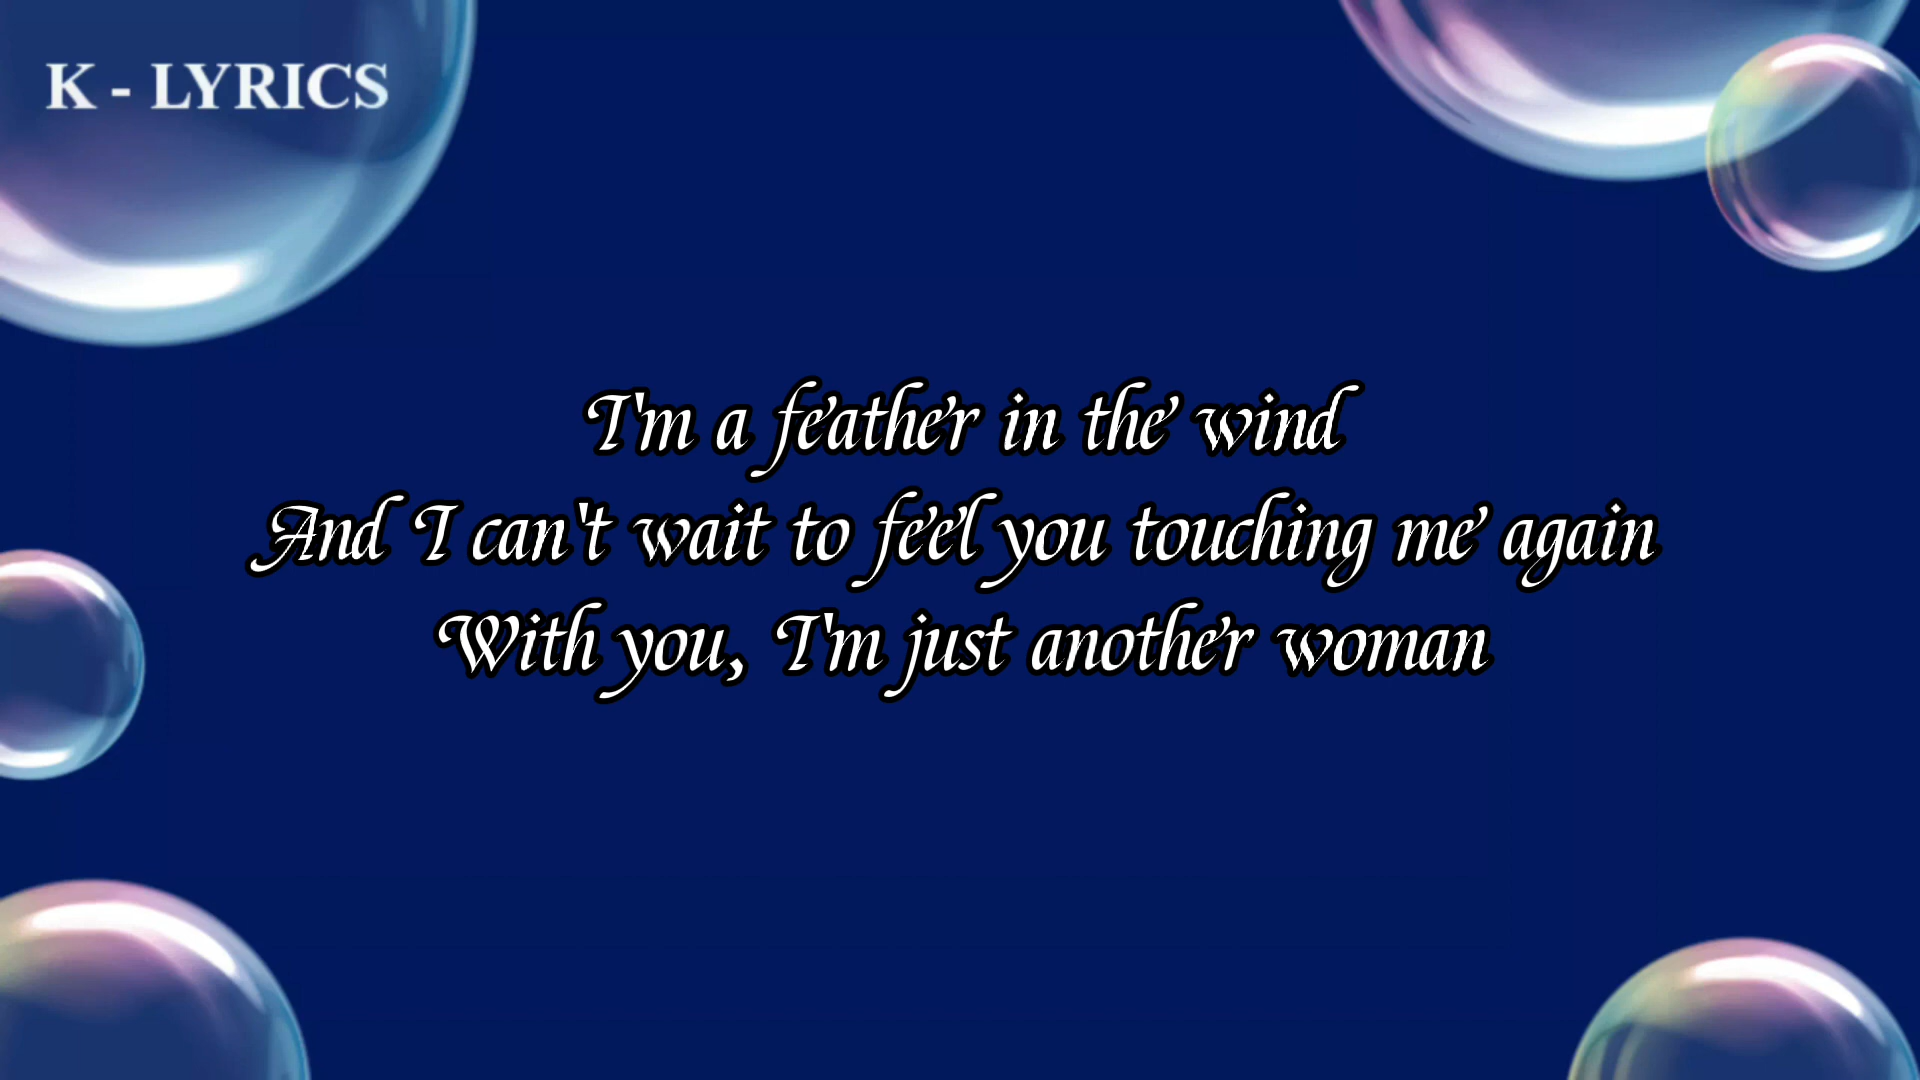 K - LYRICS
I'm a feather in the wind
And I can't wait to feel you touching me again
With you, I'm just another woman